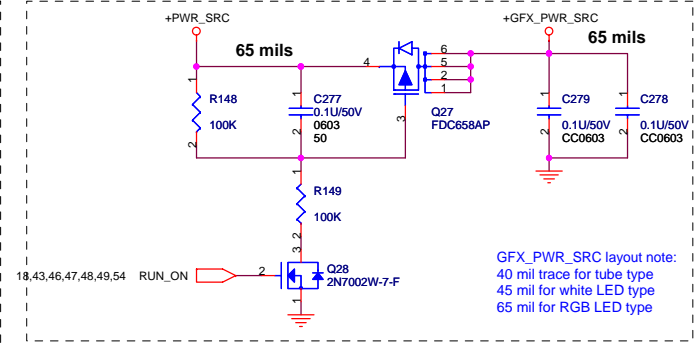 +PWR_SRC
+GFX_PWR_SRC
65 mils
65 mils
4
6
5
2
1
3
Q27
FDC658AP
1
R148
100K
2
1
C277
0.1U/50V
0603
50
2
1
C279
0.1U/50V
CC0603
2
1
C278
0.1U/50V
CC0603
2
1
R149
100K
2
3
Q28
2N7002W-7-F
2
1
18,43,46,47,48,49,54 RUN_ON
GFX_PWR_SRC layout note:
40 mil trace for tube type
45 mil for white LED type
65 mil for RGB LED type